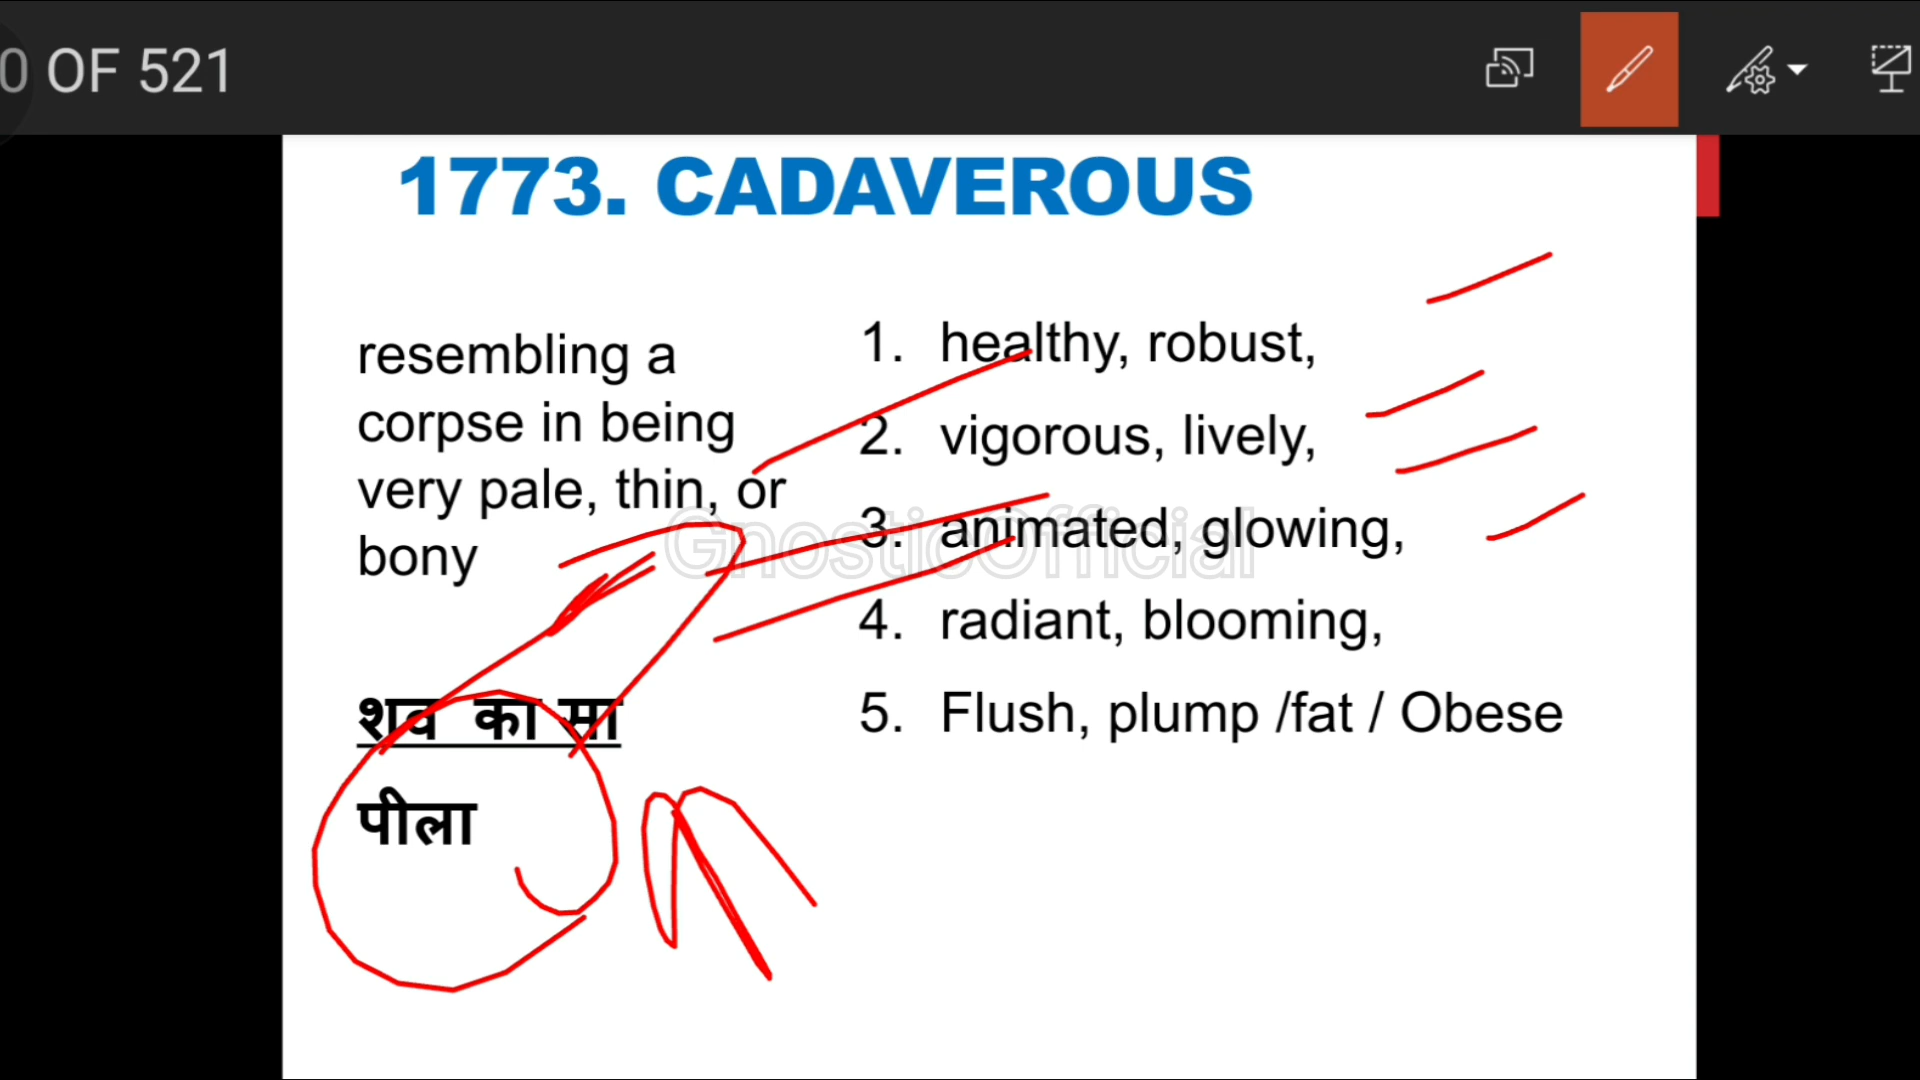 0 OF 521
1773. CADAVEROUS
resembling a
corpse in being
very pale, thin, or
bony
शव का सा
पीला
1. healthy, robust,
2. vigorous, lively,
3. animated, glowing,
4. radiant, blooming,
5. Flush, plump /fat / Obese
GnosticOfficial